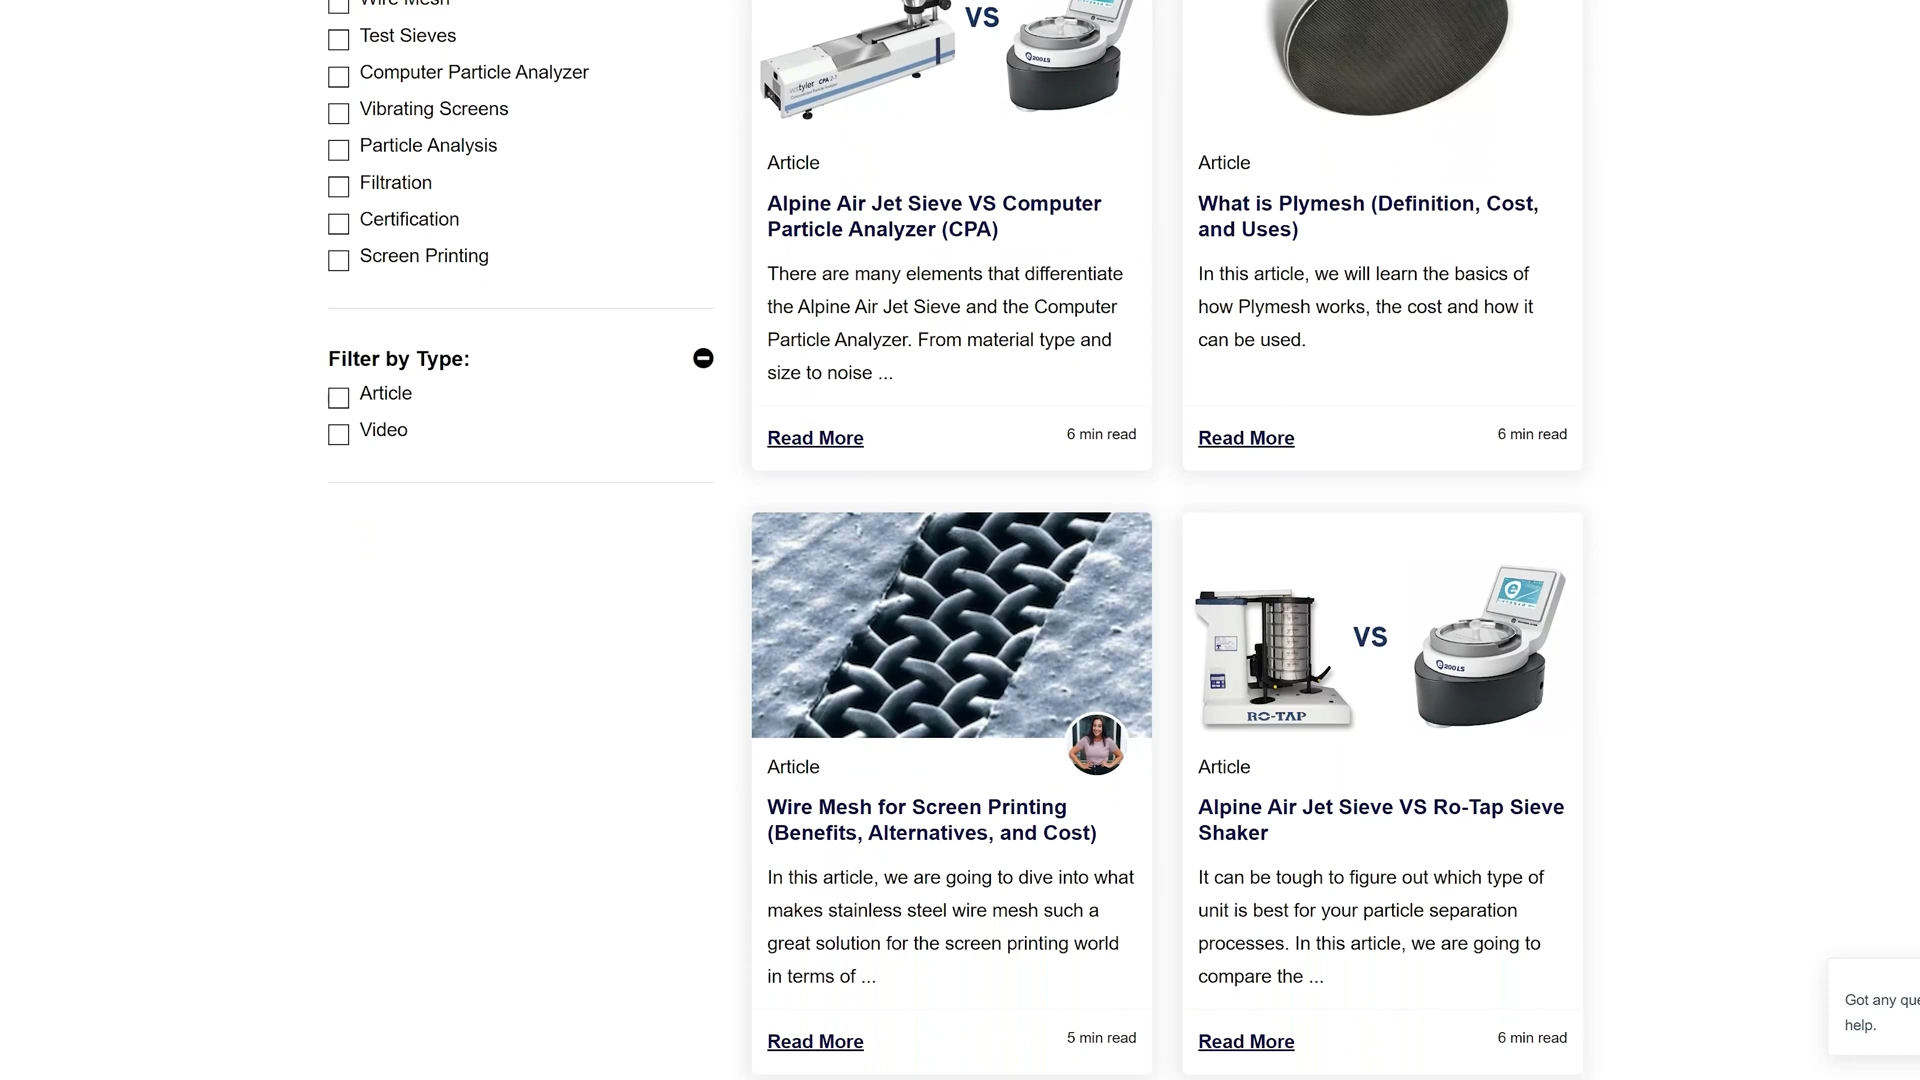 Test Sieves
Computer Particle Analyzer
Vibrating Screens
Particle Analysis
Filtration
Certification
Screen Printing
Filter by Type:
Article
Video
VS
Article
Alpine Air Jet Sieve VS Computer
Particle Analyzer (CPA)
There are many elements that differentiate
the Alpine Air Jet Sieve and the Computer
Particle Analyzer. From material type and
size to noise ...
Read More
6 min read
Article
What is Plymesh (Definition, Cost,
and Uses)
In this article, we will learn the basics of
how Plymesh works, the cost and how it
can be used.
Read More
6 min read
Article
Wire Mesh for Screen Printing
(Benefits, Alternatives, and Cost)
In this article, we are going to dive into what
makes stainless steel wire mesh such a
great solution for the screen printing world
in terms of ...
Read More
5 min read
VS
RO-TAP
200LS
Article
Alpine Air Jet Sieve VS Ro-Tap Sieve
Shaker
It can be tough to figure out which type of
unit is best for your particle separation
processes. In this article, we are going to
compare the ...
Read More
6 min read
Got any
help.